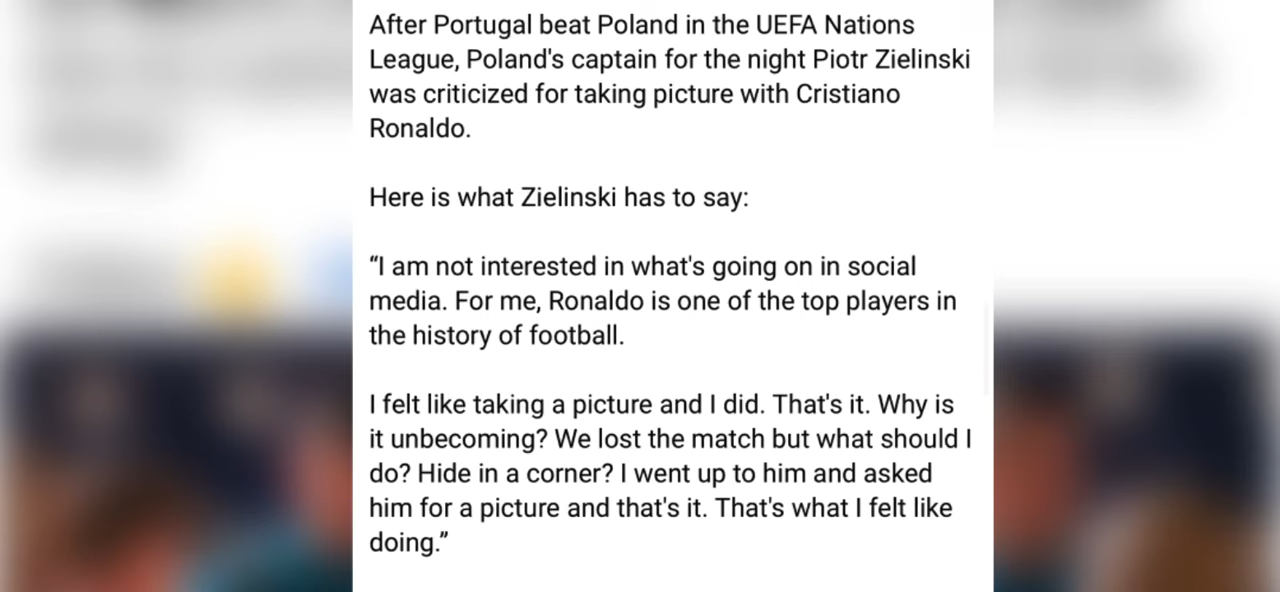 After Portugal beat Poland in the UEFA Nations
League, Poland's captain for the night Piotr Zielinski
was criticized for taking picture with Cristiano
Ronaldo.
Here is what Zielinski has to say:
“I am not interested in what's going on in social
media. For me, Ronaldo is one of the top players in
the history of football.
I felt like taking a picture and I did. That's it. Why is
it unbecoming? We lost the match but what should I
do? Hide in a corner? I went up to him and asked
him for a picture and that's it. That's what I felt like
doing.”